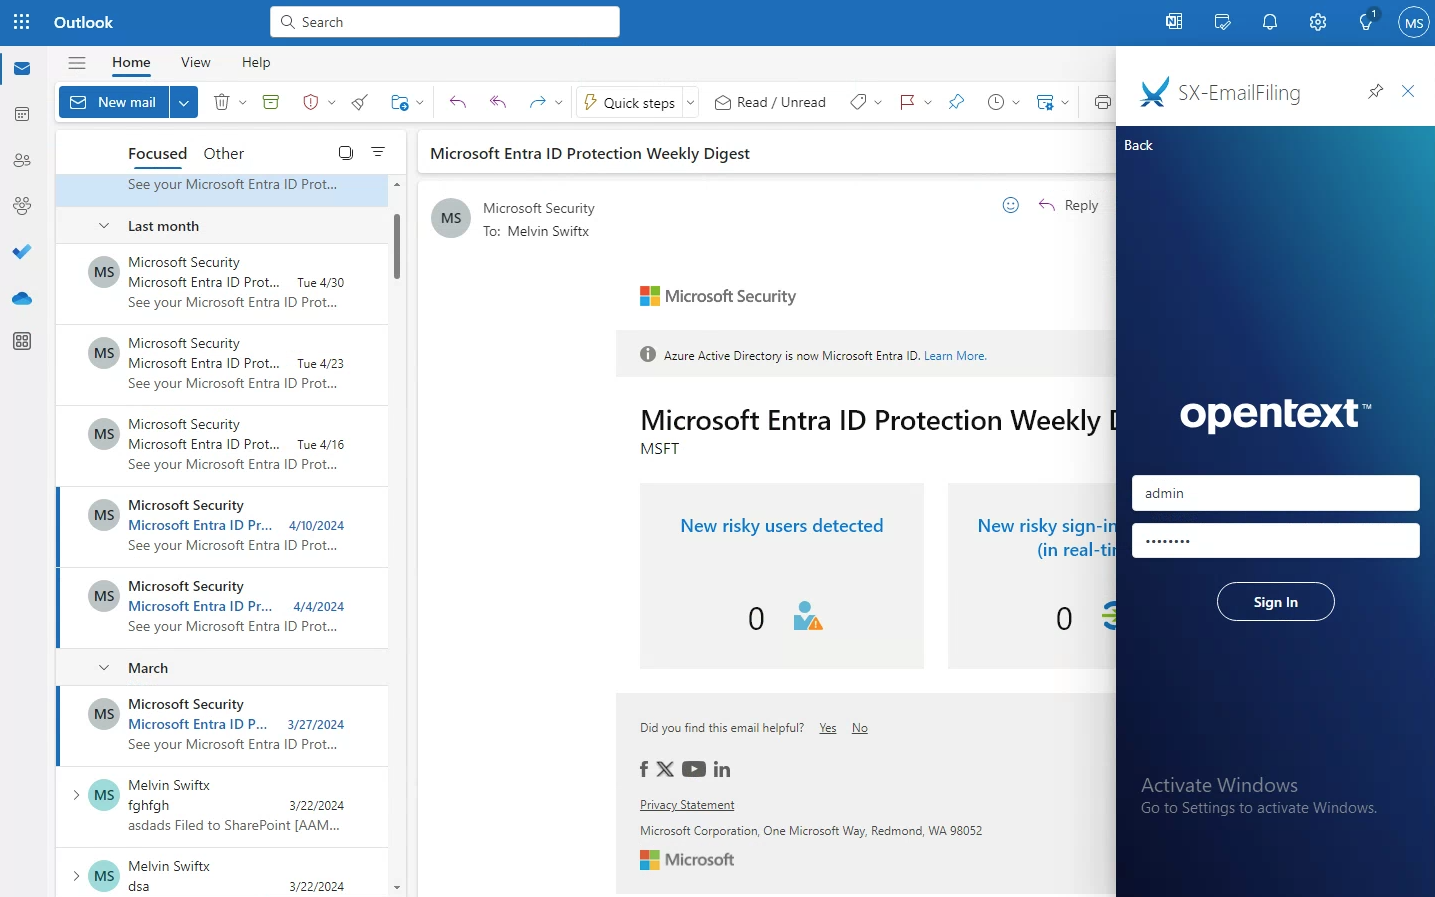 Outlook
Search
1
MS
Home View Help
New mail
Quick steps
Read / Unread
Focused Other
See your Microsoft Entra ID Prot...
Last month
MS
Microsoft Security
Microsoft Entra ID Prot... Tue 4/30
See your Microsoft Entra ID Prot...
MS
Microsoft Security
Microsoft Entra ID Prot... Tue 4/23
See your Microsoft Entra ID Prot...
MS
Microsoft Security
Microsoft Entra ID Prot... Tue 4/16
See your Microsoft Entra ID Prot...
MS
Microsoft Security
Microsoft Entra ID Pr... 4/10/2024
See your Microsoft Entra ID Prot...
MS
Microsoft Security
Microsoft Entra ID Pr... 4/4/2024
See your Microsoft Entra ID Prot...
March
MS
Microsoft Security
Microsoft Entra ID P... 3/27/2024
See your Microsoft Entra ID Prot...
MS
Melvin Swiftx
fghfgh 3/22/2024
asdads Filed to SharePoint [AAM...
MS
Melvin Swiftx
dsa 3/22/2024
Microsoft Entra ID Protection Weekly Digest
MS
Microsoft Security
To: Melvin Swiftx
Reply
Microsoft Security
Azure Active Directory is now Microsoft Entra ID. Learn More.
Microsoft Entra ID Protection Weekly
MSFT
New risky users detected
0
New risky sign-in
(in real-tir
0
Did you find this email helpful? Yes No
Privacy Statement
Microsoft Corporation, One Microsoft Way, Redmond, WA 98052
Microsoft
SX-EmailFiling
Back
opentext™
admin
••••••••
Sign In
Activate Windows
Go to Settings to activate Windows.